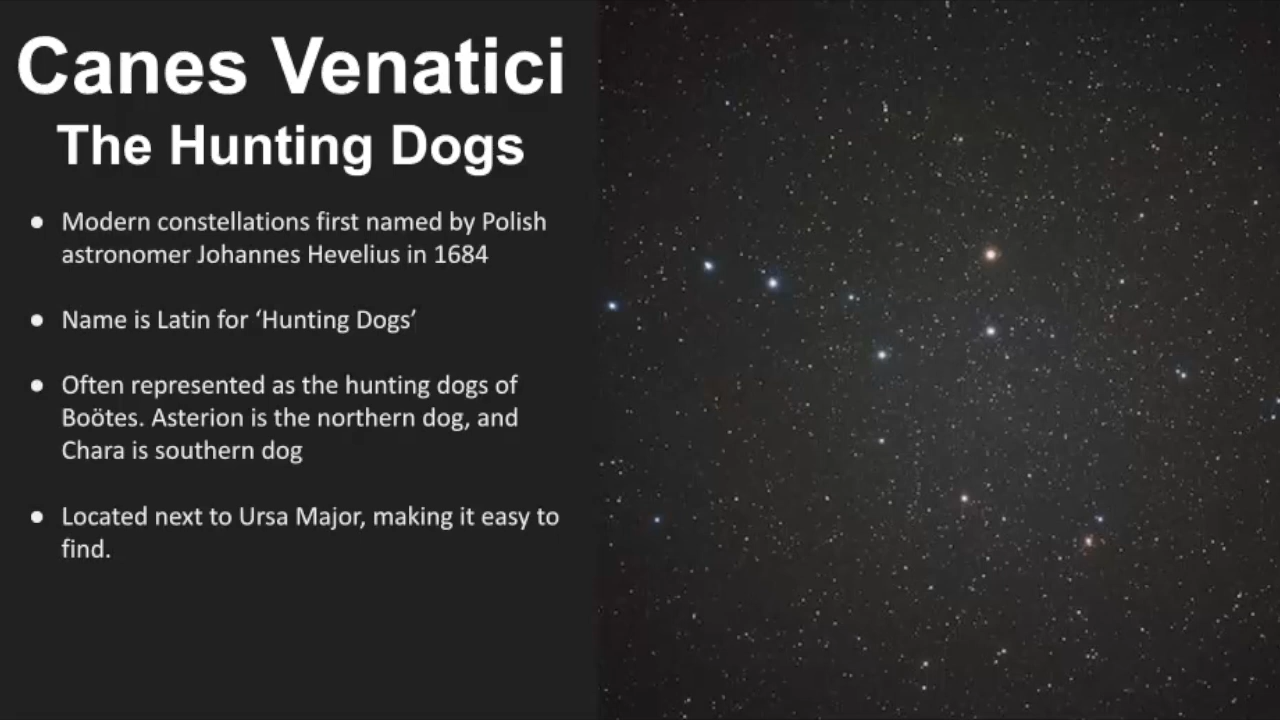 Canes Venatici
The Hunting Dogs
● Modern constellations first named by Polish
astronomer Johannes Hevelius in 1684
● Name is Latin for ‘Hunting Dogs’
● Often represented as the hunting dogs of
Boötes. Asterion is the northern dog, and
Chara is southern dog
● Located next to Ursa Major, making it easy to
find.